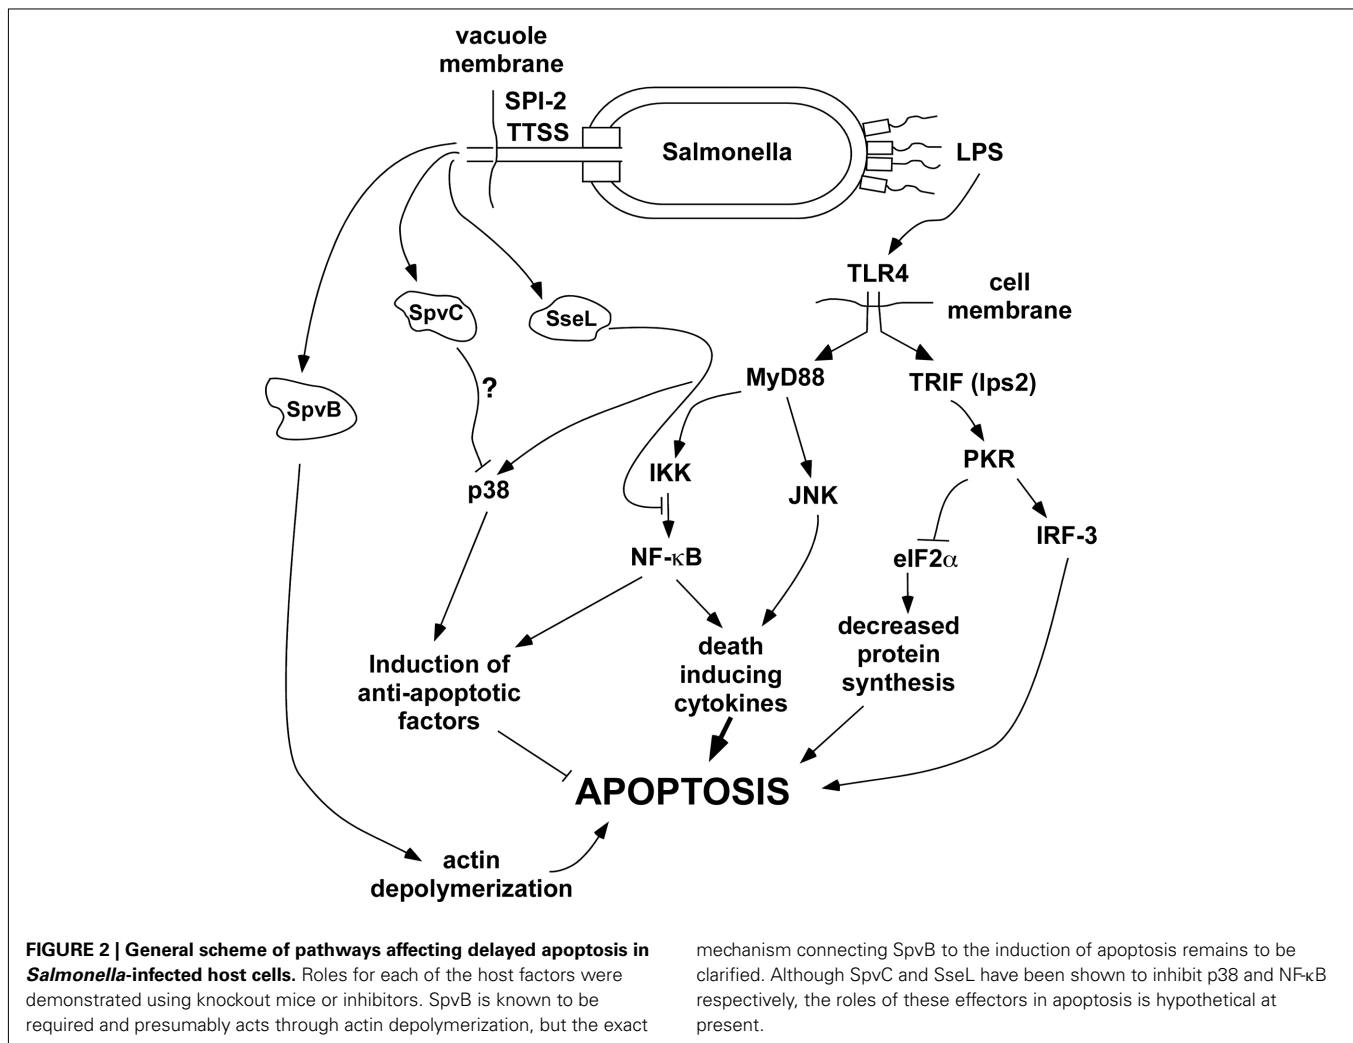 vacuole
membrane
SPI-2
TTSS
Salmonella
LPS
TLR4
cell
membrane
SpvC
SseL
?
MyD88
TRIF (lps2)
SpvB
PKR
IKK
p38
JNK
IRF-3
NF-κB
eIF2α
decreased
protein
synthesis
death
inducing
cytokines
Induction of
anti-apoptotic
factors
APOPTOSIS
actin
depolymerization
FIGURE 2 | General scheme of pathways affecting delayed apoptosis in
Salmonella-infected host cells. Roles for each of the host factors were
demonstrated using knockout mice or inhibitors. SpvB is known to be
required and presumably acts through actin depolymerization, but the exact
mechanism connecting SpvB to the induction of apoptosis remains to be
clarified. Although SpvC and SseL have been shown to inhibit p38 and NF-κB
respectively, the roles of these effectors in apoptosis is hypothetical at
present.